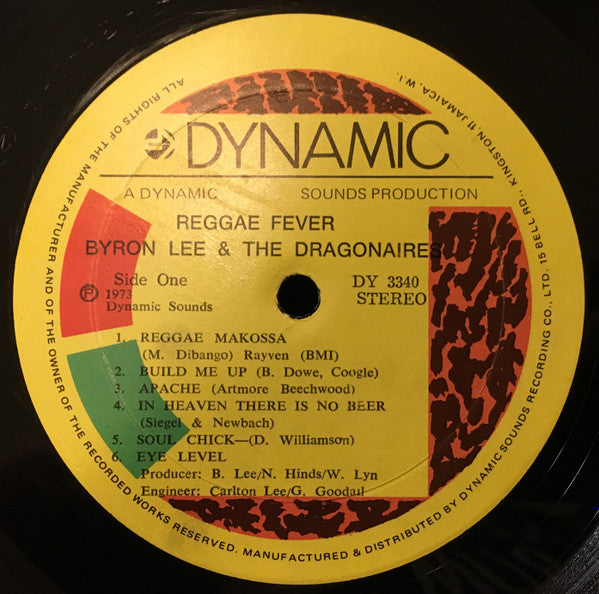 DYNAMIC
A DYNAMIC SOUNDS PRODUCTION
REGGAE FEVER
BYRON LEE & THE DRAGONAIRES
Side One
DY 3340
℗ 1973
STEREO
Dynamic Sounds
1. REGGAE MAKOSSA
(M. Dibango) Rayven (BMI)
2. BUILD ME UP (B. Dowe, Coogle)
3. APACHE (Artmore Beechwood)
4. IN HEAVEN THERE IS NO BEER
(Siegel & Newbach)
5. SOUL CHICK—(D. Williamson)
6. EYE LEVEL
Producer: B. Lee/N. Hinds/W. Lyn
Engineer: Carlton Lee/G. Goodall
ALL RIGHTS OF THE MANUFACTURER AND OF THE OWNER OF THE RECORDED WORKS RESERVED. MANUFACTURED & DISTRIBUTED BY DYNAMIC SOUNDS RECORDING CO., LTD. 15 BELL RD., KINGSTON 11 JAMAICA, W.I.